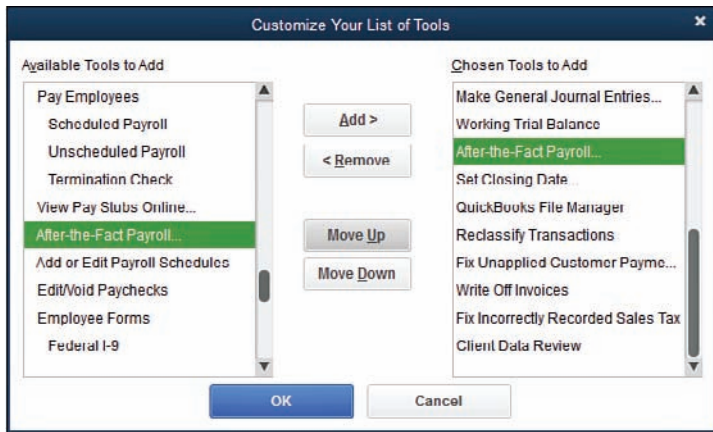 Customize Your List of Tools
Available Tools to Add
Pay Employees
Scheduled Payroll
Unscheduled Payroll
Termination Check
View Pay Stubs Online...
After-the-Fact Payroll...
Add or Edit Payroll Schedules
Edit/Void Paychecks
Employee Forms
Federal I-9
Add >
< Remove
Move Up
Move Down
Chosen Tools to Add
Make General Journal Entries...
Working Trial Balance
After-the-Fact Payroll...
Set Closing Date...
QuickBooks File Manager
Reclassify Transactions
Fix Unapplied Customer Payme...
Write Off Invoices
Fix Incorrectly Recorded Sales Tax
Client Data Review
OK
Cancel